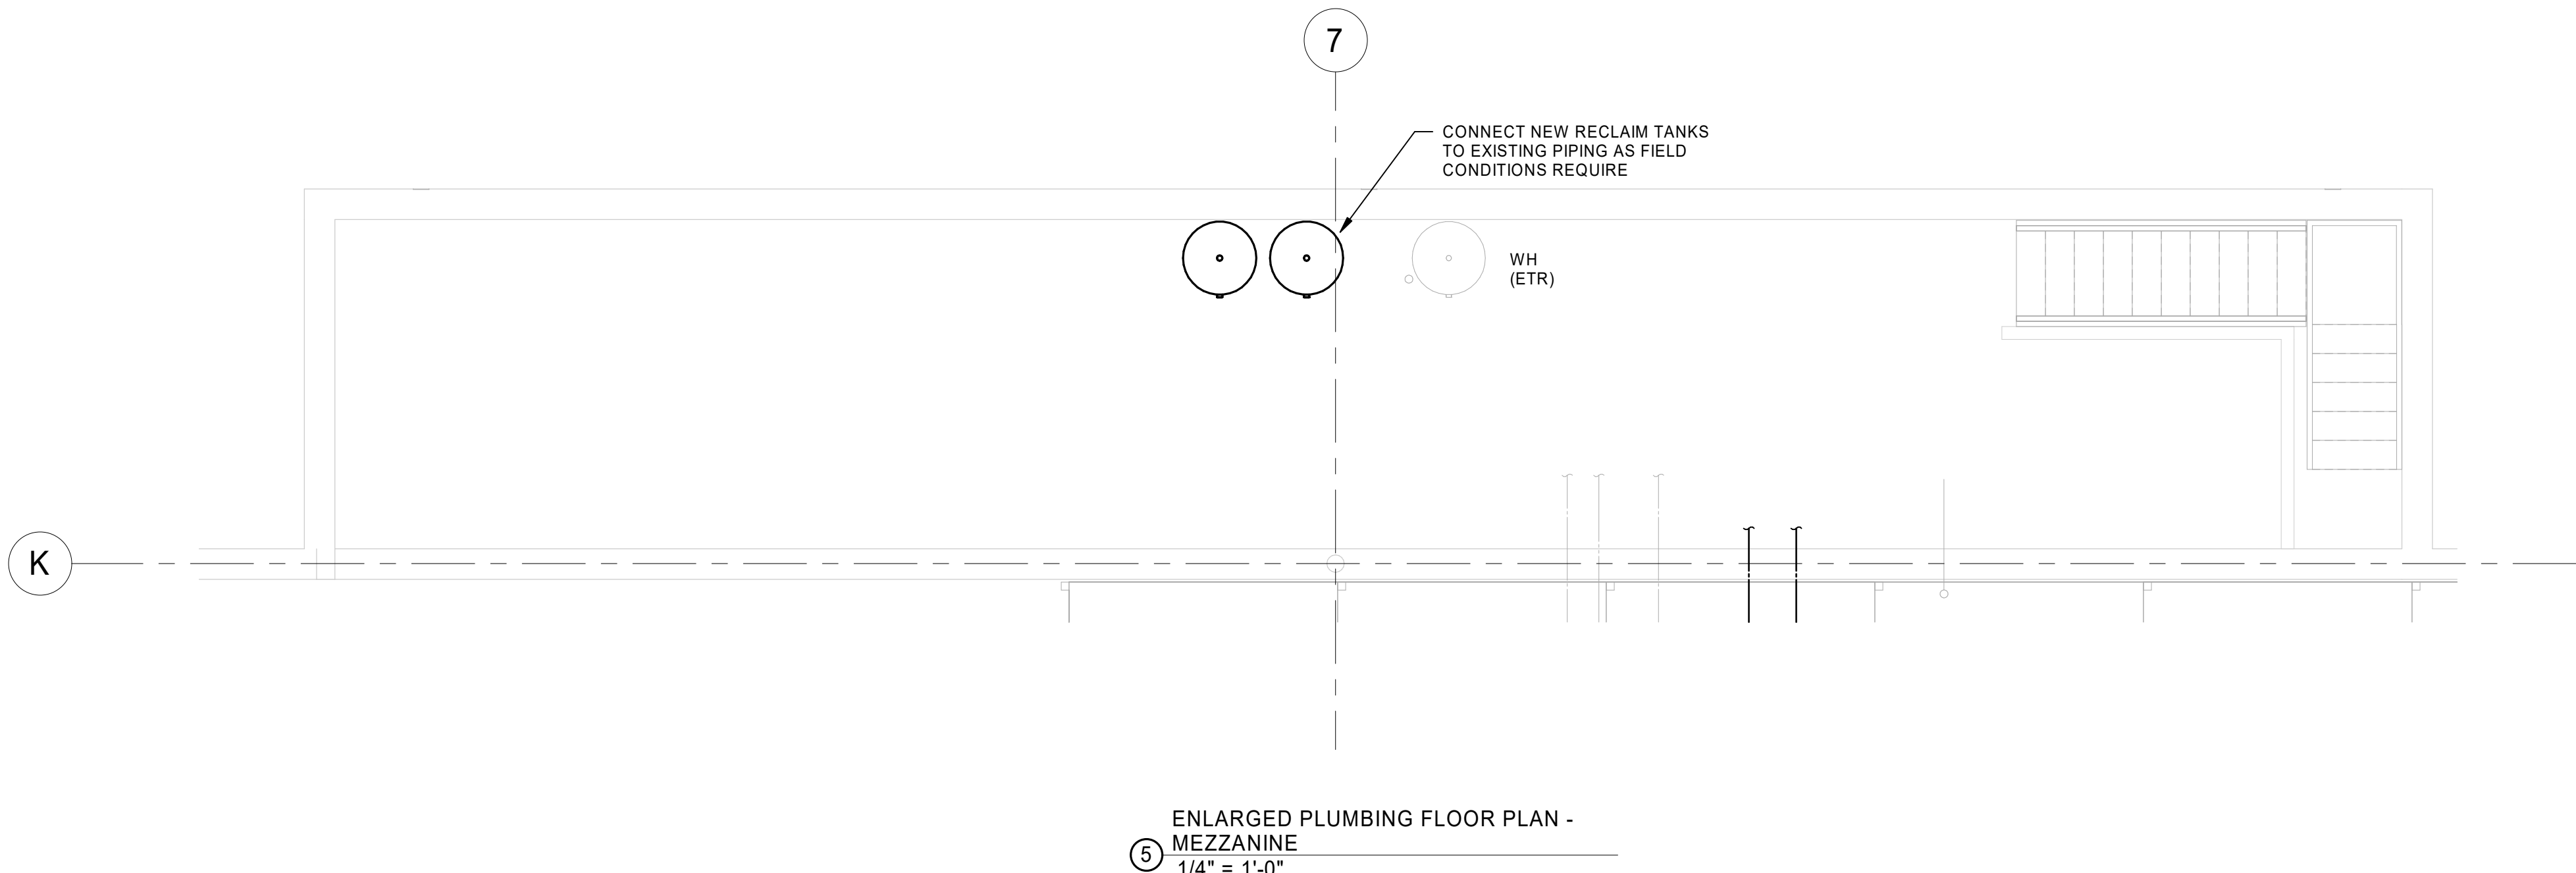 7
CONNECT NEW RECLAIM TANKS
TO EXISTING PIPING AS FIELD
CONDITIONS REQUIRE
WH
(ETR)
K
ENLARGED PLUMBING FLOOR PLAN -
MEZZANINE
5
1/4" = 1'-0"